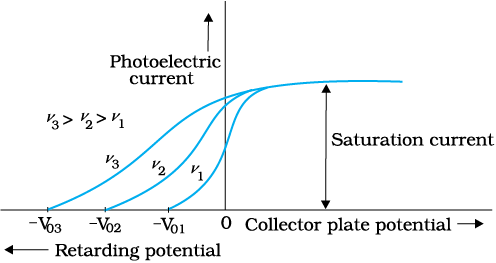 Photoelectric
current
ν₃ > ν₂ > ν₁
Saturation current
ν₃
ν₂
ν₁
–V₀₃
–V₀₂
–V₀₁
0
Collector plate potential
Retarding potential